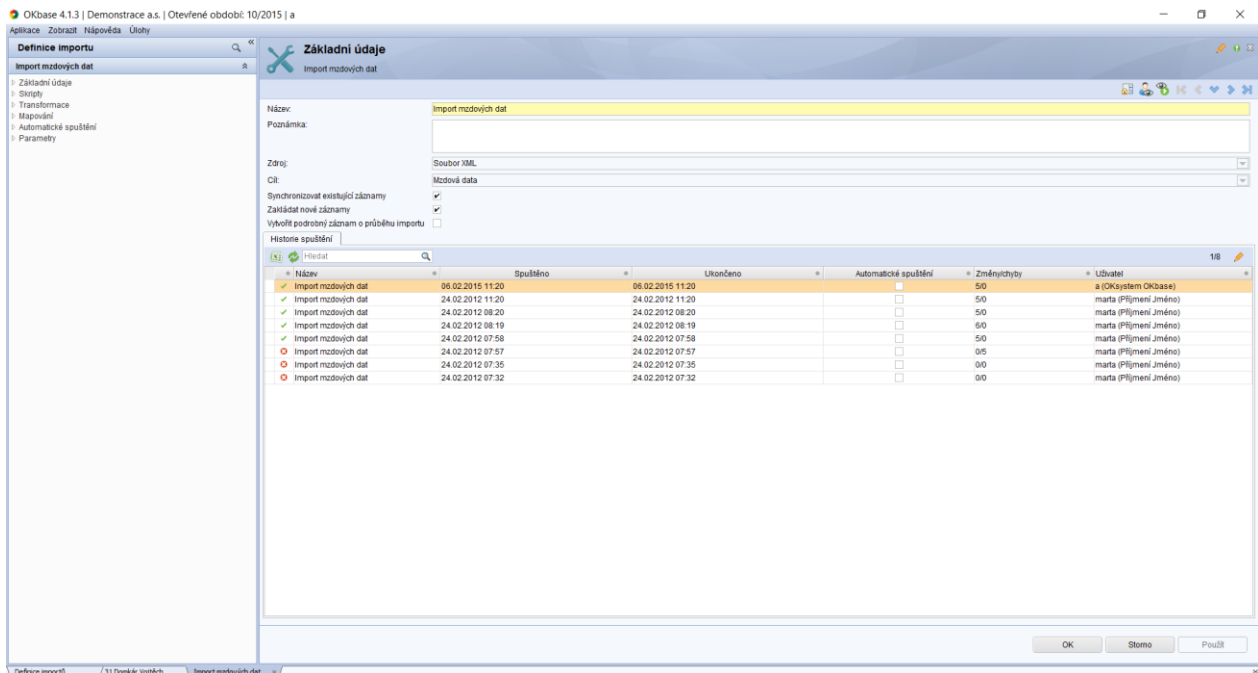 OKbase 4.1.3 | Demonstrace a.s. | Otevřené období: 10/2015 | a
Aplikace Zobrazit Nápověda Úlohy
Definice importu
Import mzdových dat
Základní údaje
Skripty
Transformace
Mapování
Automatické spuštění
Parametry
Základní údaje
Import mzdových dat
Název: Import mzdových dat
Poznámka:
Zdroj: Soubor XML
Cíl: Mzdová data
Synchronizovat existující záznamy
Zakládat nové záznamy
Vytvořit podrobný záznam o průběhu importu
Historie spuštění
Hledat 1/8
Název Spuštěno Ukončeno Automatické spuštění Změny/chyby Uživatel
Import mzdových dat 06.02.2015 11:20 06.02.2015 11:20 5/0 a (OKsystem OKbase)
Import mzdových dat 24.02.2012 11:20 24.02.2012 11:20 5/0 marta (Příjmení Jméno)
Import mzdových dat 24.02.2012 08:20 24.02.2012 08:20 5/0 marta (Příjmení Jméno)
Import mzdových dat 24.02.2012 08:19 24.02.2012 08:19 6/0 marta (Příjmení Jméno)
Import mzdových dat 24.02.2012 07:58 24.02.2012 07:58 5/0 marta (Příjmení Jméno)
Import mzdových dat 24.02.2012 07:57 24.02.2012 07:57 0/5 marta (Příjmení Jméno)
Import mzdových dat 24.02.2012 07:35 24.02.2012 07:35 0/0 marta (Příjmení Jméno)
Import mzdových dat 24.02.2012 07:32 24.02.2012 07:32 0/0 marta (Příjmení Jméno)
OK Storno Použít
Definice importů 31 Vojtěch Import mzdových dat